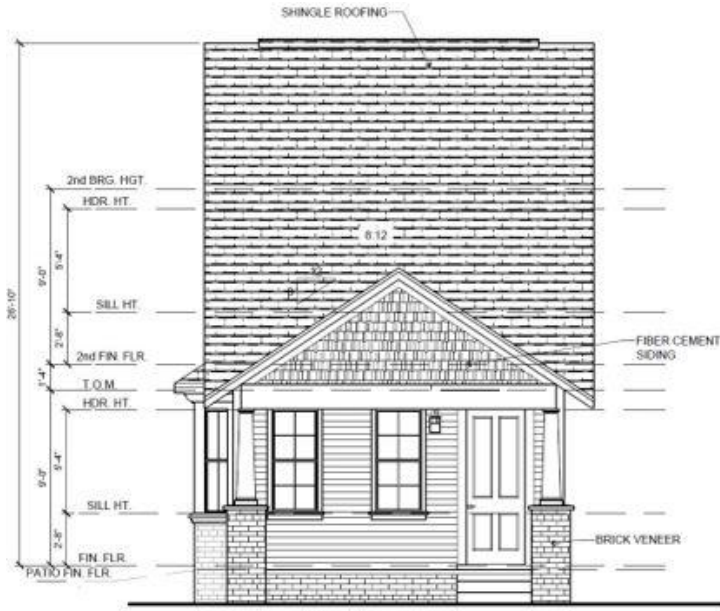 SHINGLE ROOFING
2nd BRG. HGT.
HDR. HT.
8:12
12
8
SILL HT.
2nd FIN. FLR.
FIBER CEMENT
SIDING
T.O.M.
HDR. HT.
SILL HT.
BRICK VENEER
FIN. FLR.
PATIO FIN. FLR.
26'-10"
9'-0"
5'-4"
2'-8"
1'-4"
9'-0"
2'-8"